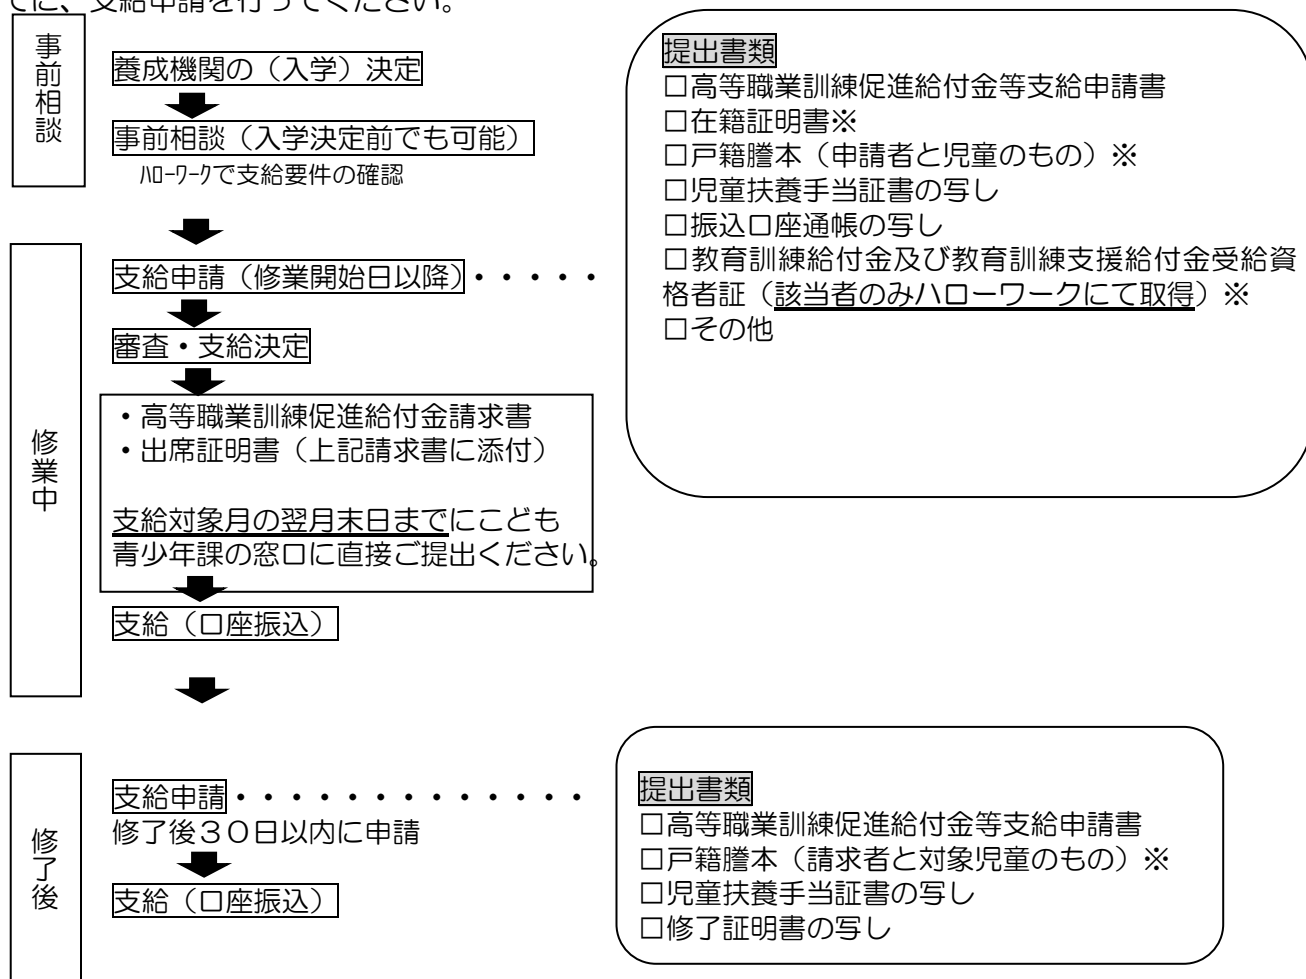 でに、支給申請を行ってください。
事前相談
養成機関の（入学）決定
事前相談（入学決定前でも可能）
ﾊﾛｰﾜｰｸで支給要件の確認
修業中
支給申請（修業開始日以降）・・・・・
審査・支給決定
・高等職業訓練促進給付金請求書
・出席証明書（上記請求書に添付）
支給対象月の翌月末日までにこども
青少年課の窓口に直接ご提出ください。
支給（口座振込）
提出書類
□高等職業訓練促進給付金等支給申請書
□在籍証明書※
□戸籍謄本（申請者と児童のもの）※
□児童扶養手当証書の写し
□振込口座通帳の写し
□教育訓練給付金及び教育訓練支援給付金受給資
格者証（該当者のみハローワークにて取得）※
□その他
修了後
支給申請・・・・・・・・・・・・・
修了後３０日以内に申請
支給（口座振込）
提出書類
□高等職業訓練促進給付金等支給申請書
□戸籍謄本（請求者と対象児童のもの）※
□児童扶養手当証書の写し
□修了証明書の写し